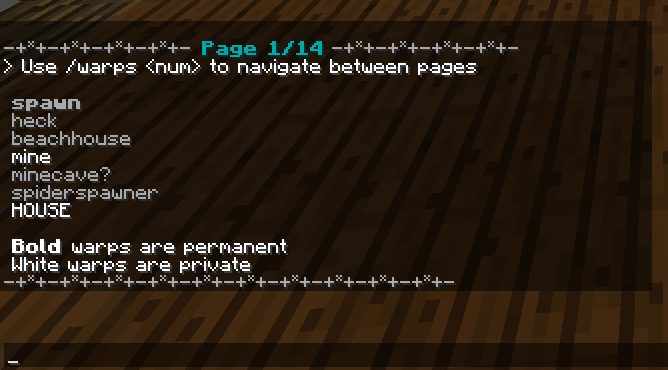 -+*+-+*+-+*+-+*+- Page 1/14 -+*+-+*+-+*+-+*+-
> Use /warps <num> to navigate between pages
spawn
heck
beachhouse
mine
minecave?
spiderspawner
HOUSE
Bold warps are permanent
White warps are private
-+*+-+*+-+*+-+*+-+*+-+*+-+*+-+*+-+*+-+*+-
_